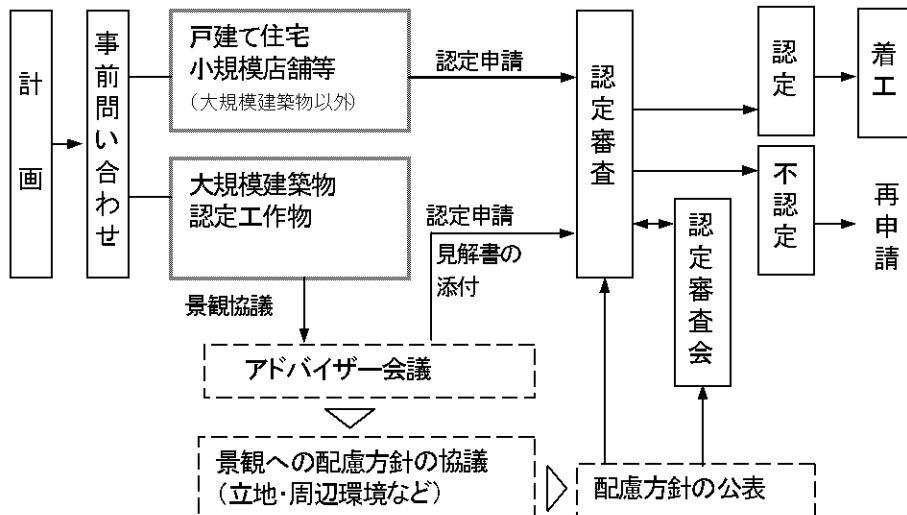 計画
事前問い合わせ
戸建て住宅
小規模店舗等
（大規模建築物以外）
認定申請
大規模建築物
認定工作物
認定申請
見解書の
添付
景観協議
アドバイザー会議
景観への配慮方針の協議
（立地・周辺環境など）
配慮方針の公表
認定審査
認定審査会
認定
着工
不認定
再申請